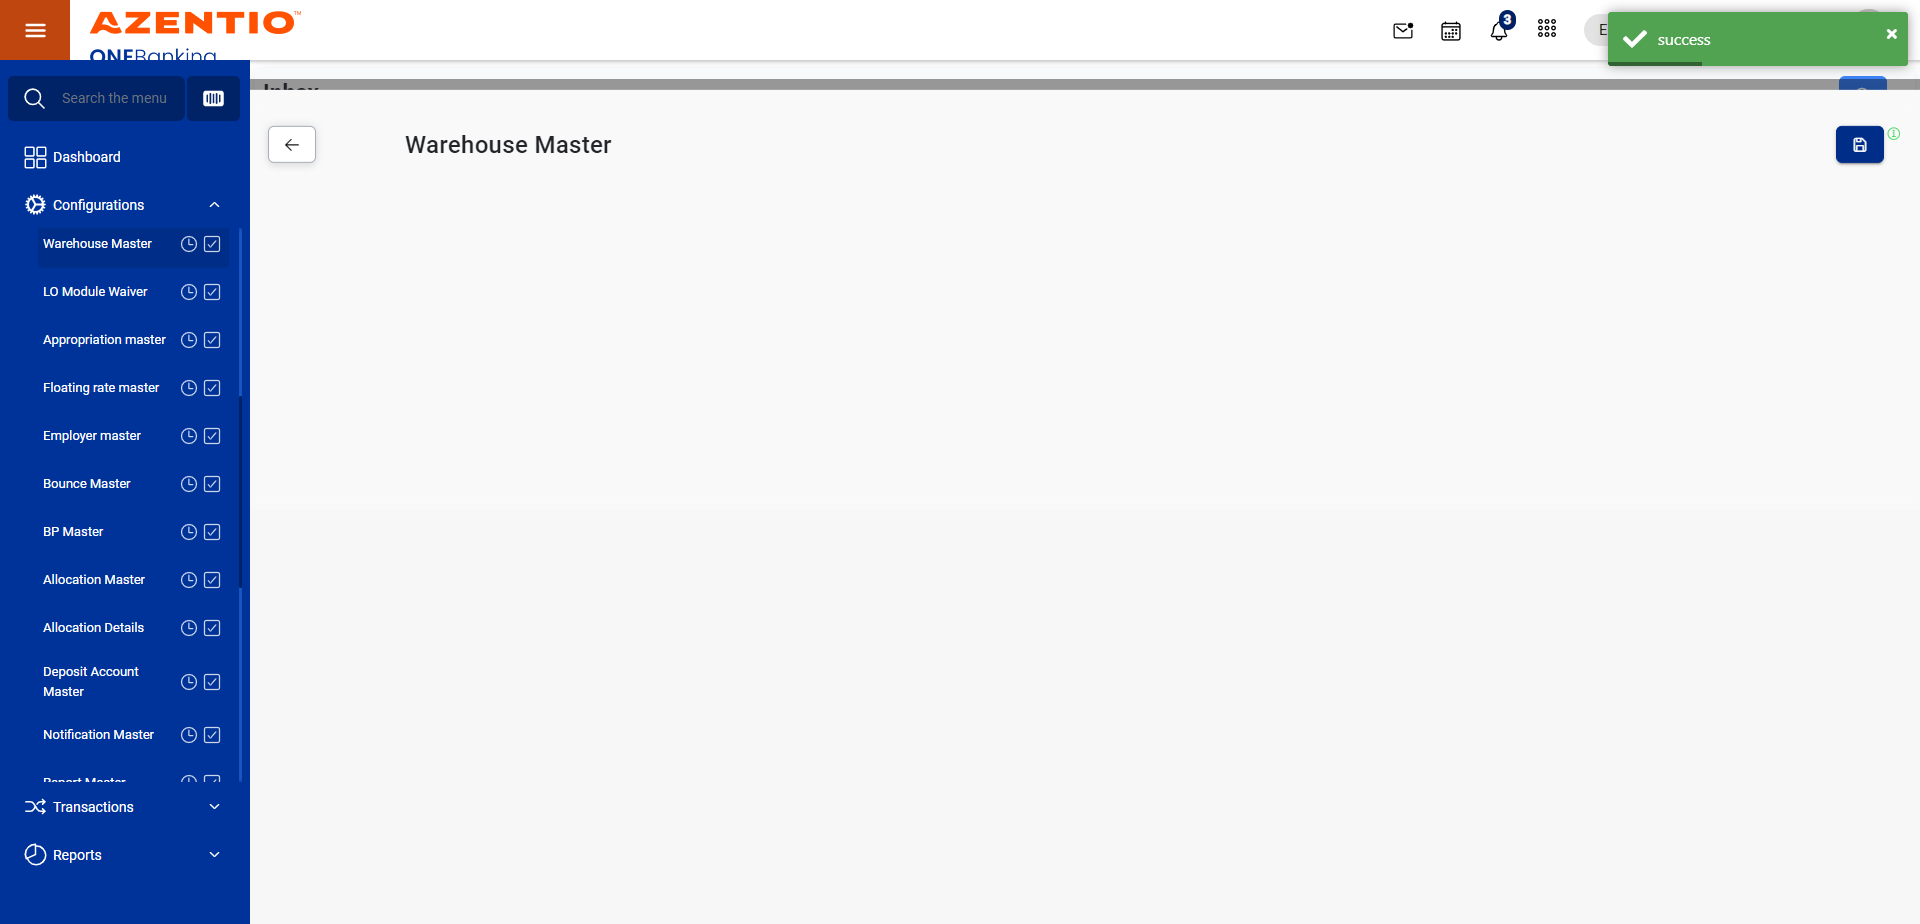 AZENTIO™
ONEBanking
3
E
success
Search the menu
Inbox
Warehouse Master
Dashboard
Configurations
Warehouse Master
LO Module Waiver
Appropriation master
Floating rate master
Employer master
Bounce Master
BP Master
Allocation Master
Allocation Details
Deposit Account
Master
Notification Master
Report Master
Transactions
Reports